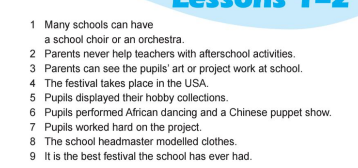 Lessons 1–2
1 Many schools can have
a school choir or an orchestra.
2 Parents never help teachers with afterschool activities.
3 Parents can see the pupils' art or project work at school.
4 The festival takes place in the USA.
5 Pupils displayed their hobby collections.
6 Pupils performed African dancing and a Chinese puppet show.
7 Pupils worked hard on the project.
8 The school headmaster modelled clothes.
9 It is the best festival the school has ever had.